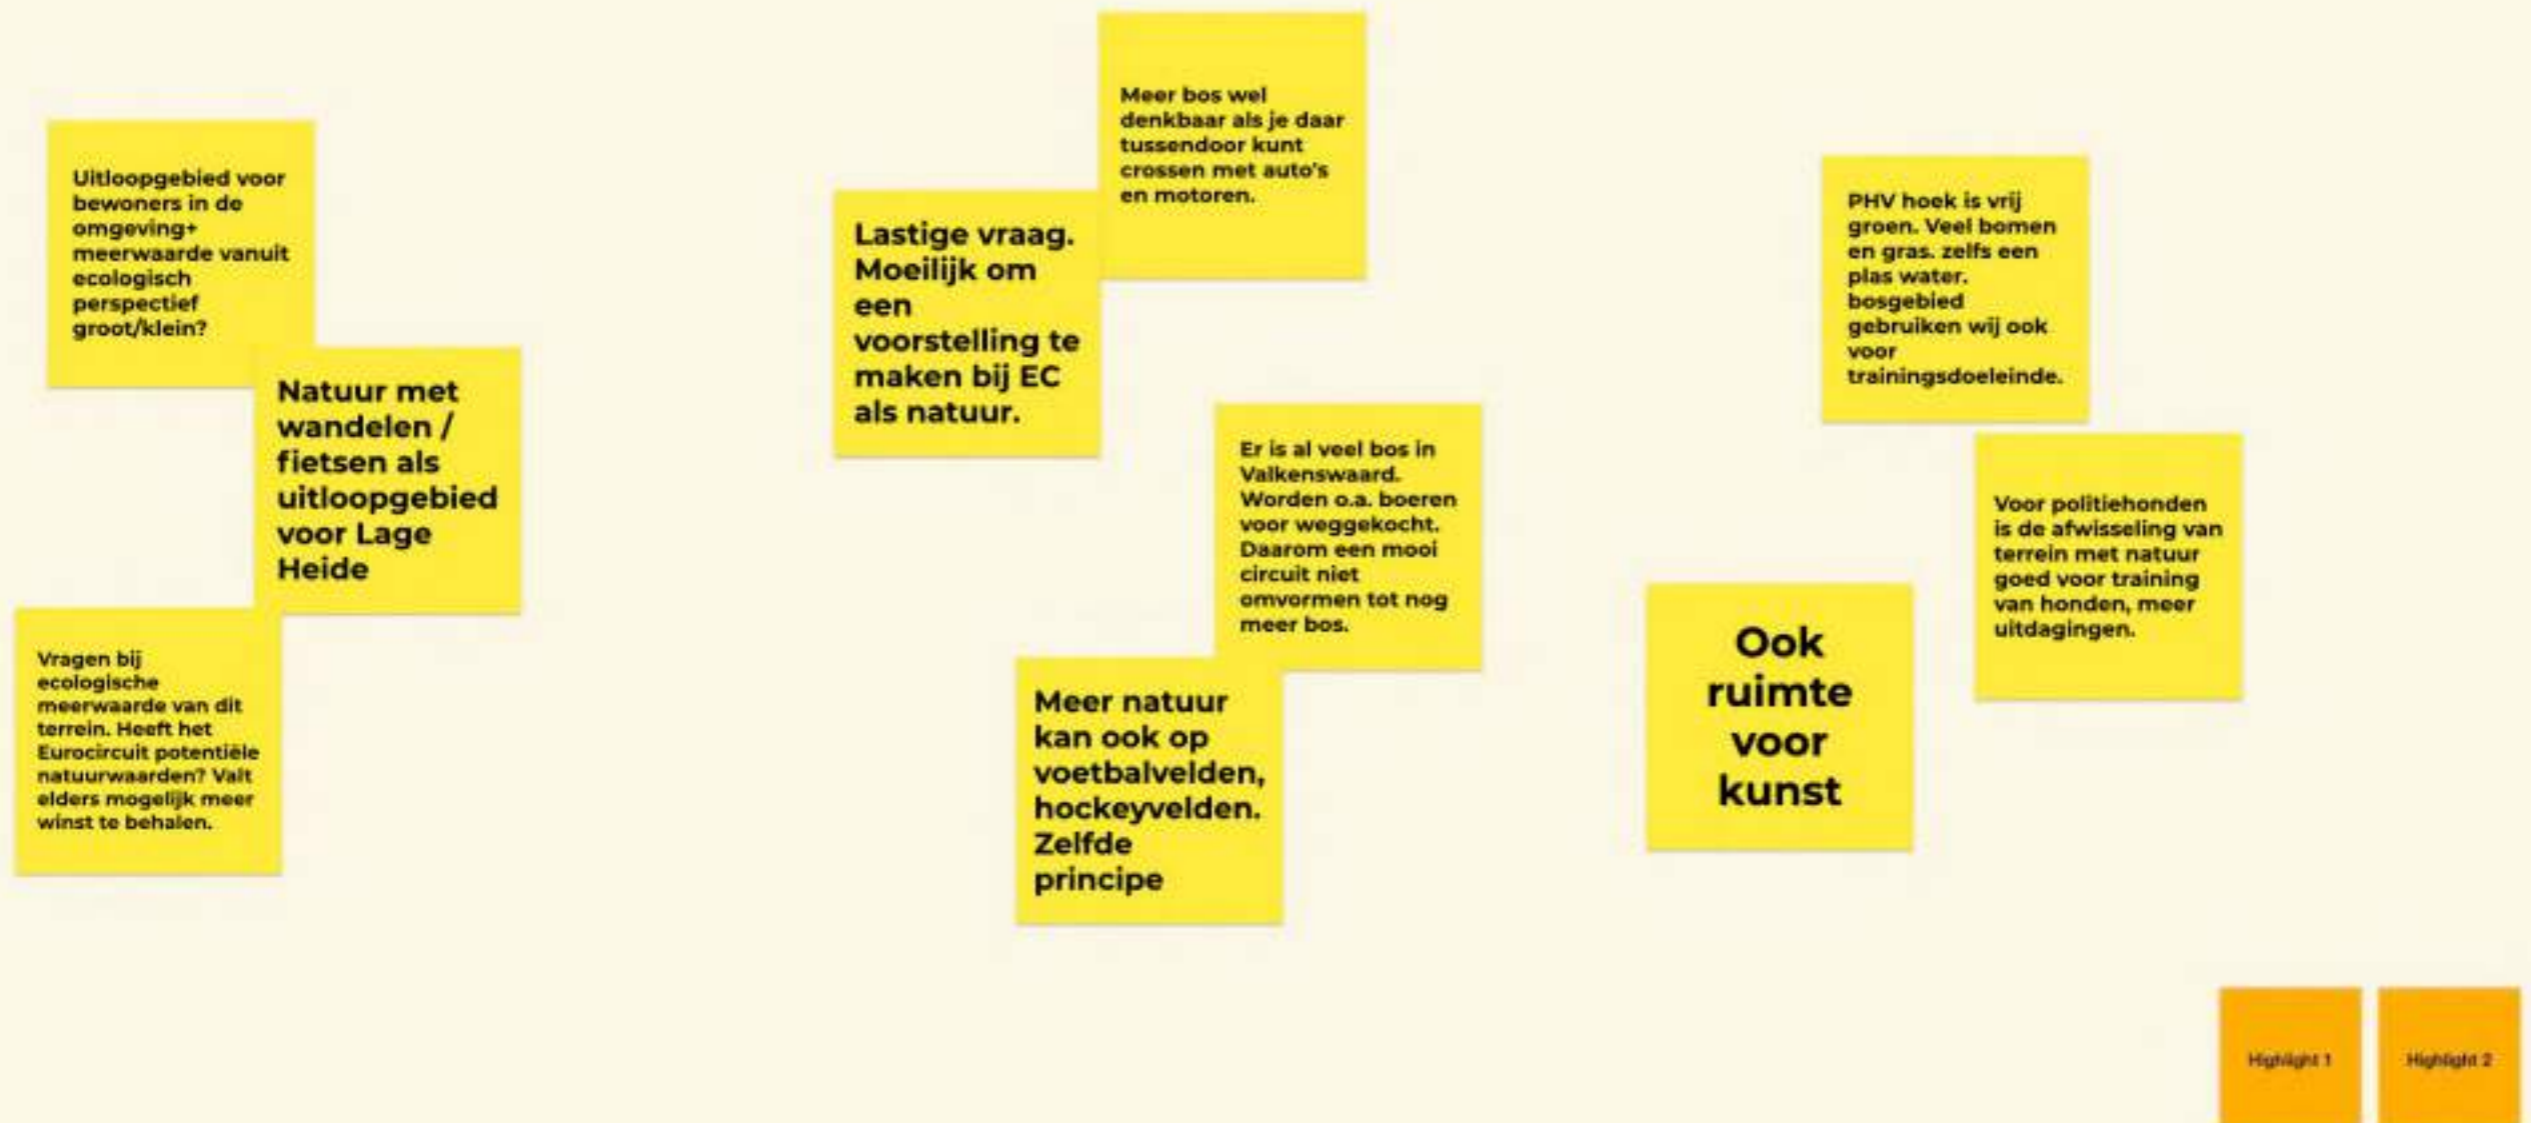 Uitloopgebied voor
bewoners in de
omgeving+
meerwaarde vanuit
ecologisch
perspectief
groot/klein?
Natuur met
wandelen /
fietsen als
uitloopgebied
voor Lage
Heide
Vragen bij
ecologische
meerwaarde van dit
terrein. Heeft het
Eurocircuit potentiële
natuurwaarden? Valt
elders mogelijk meer
winst te behalen.
Meer bos wel
denkbaar als je daar
tussendoor kunt
crossen met auto's
en motoren.
Lastige vraag.
Moeilijk om
een
voorstelling te
maken bij EC
als natuur.
Er is al veel bos in
Valkenswaard.
Worden o.a. boeren
voor weggekocht.
Daarom een mooi
circuit niet
omvormen tot nog
meer bos.
Meer natuur
kan ook op
voetbalvelden,
hockeyvelden.
Zelfde
principe
PHV hoek is vrij
groen. Veel bomen
en gras. zelfs een
plas water.
bosgebied
gebruiken wij ook
voor
trainingsdoeleinde.
Voor politiehonden
is de afwisseling van
terrein met natuur
goed voor training
van honden, meer
uitdagingen.
Ook
ruimte
voor
kunst
Highlight 1
Highlight 2